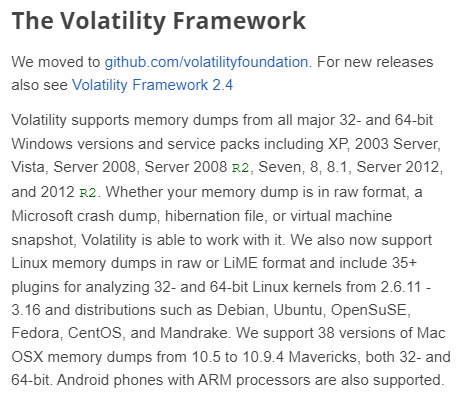 The Volatility Framework
We moved to github.com/volatilityfoundation. For new releases
also see Volatility Framework 2.4
Volatility supports memory dumps from all major 32- and 64-bit
Windows versions and service packs including XP, 2003 Server,
Vista, Server 2008, Server 2008 R2, Seven, 8, 8.1, Server 2012,
and 2012 R2. Whether your memory dump is in raw format, a
Microsoft crash dump, hibernation file, or virtual machine
snapshot, Volatility is able to work with it. We also now support
Linux memory dumps in raw or LiME format and include 35+
plugins for analyzing 32- and 64-bit Linux kernels from 2.6.11 -
3.16 and distributions such as Debian, Ubuntu, OpenSuSE,
Fedora, CentOS, and Mandrake. We support 38 versions of Mac
OSX memory dumps from 10.5 to 10.9.4 Mavericks, both 32- and
64-bit. Android phones with ARM processors are also supported.